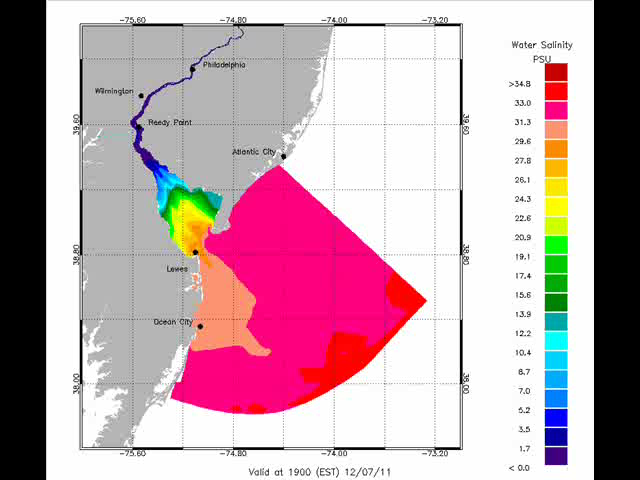 −75.60 −74.80 −74.00 −73.20
Water Salinity
PSU
Philadelphia
Wilmington
Reedy Point
Atlantic City
Lewes
Ocean City
39.60
38.80
38.00
39.60
38.80
38.00
>34.8
33.0
31.3
29.6
27.8
26.1
24.3
22.6
20.9
19.1
17.4
15.6
13.9
12.2
10.4
8.7
7.0
5.2
3.5
1.7
< 0.0
−75.60 −74.80 −74.00 −73.20
Valid at 1900 (EST) 12/07/11